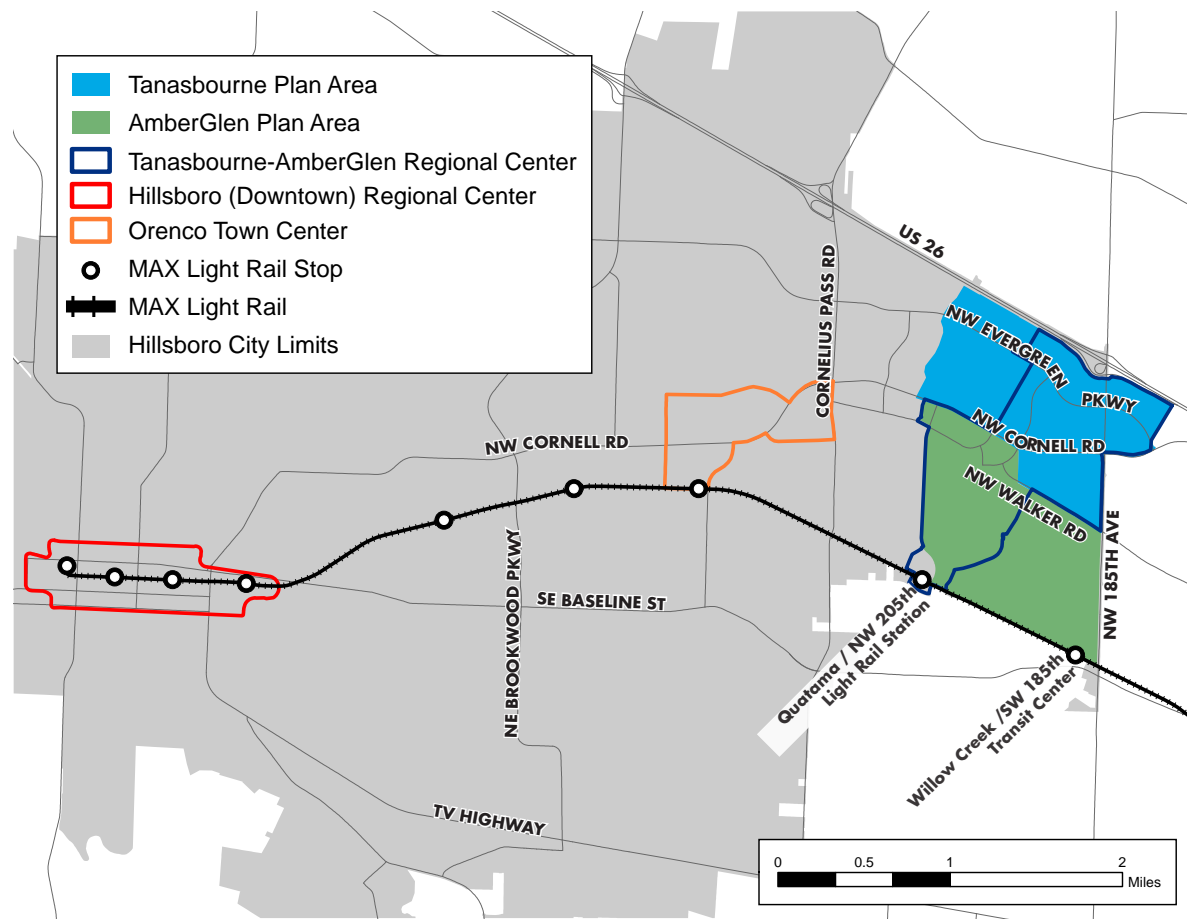 Tanasbourne Plan Area
AmberGlen Plan Area
Tanasbourne-AmberGlen Regional Center
Hillsboro (Downtown) Regional Center
Orenco Town Center
MAX Light Rail Stop
MAX Light Rail
Hillsboro City Limits
US 26
CORNELIUS PASS RD
NW EVERGREEN PKWY
NW CORNELL RD
NW CORNELL RD
NW WALKER RD
NW 185TH AVE
NE BROOKWOOD PKWY
SE BASELINE ST
Quatama / NW 205th
Light Rail Station
Willow Creek /SW 185th
Transit Center
TV HIGHWAY
0 0.5 1 2
Miles